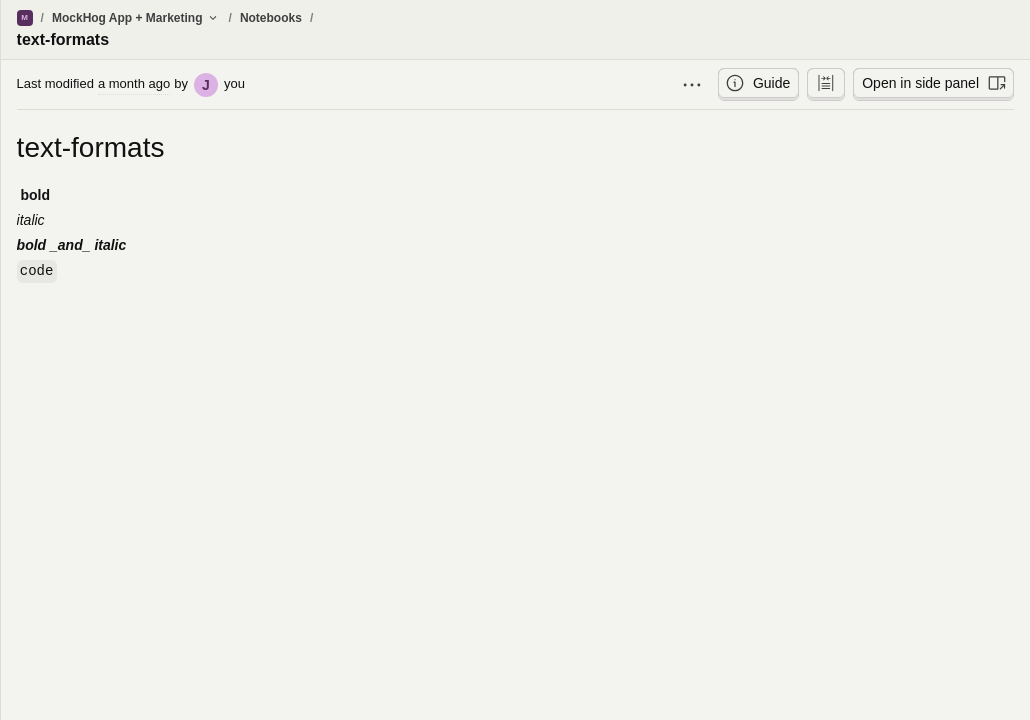 M / MockHog App + Marketing / Notebooks /
text-formats
Last modified a month ago by J you
Guide
Open in side panel
text-formats
bold
italic
bold _and_ italic
code